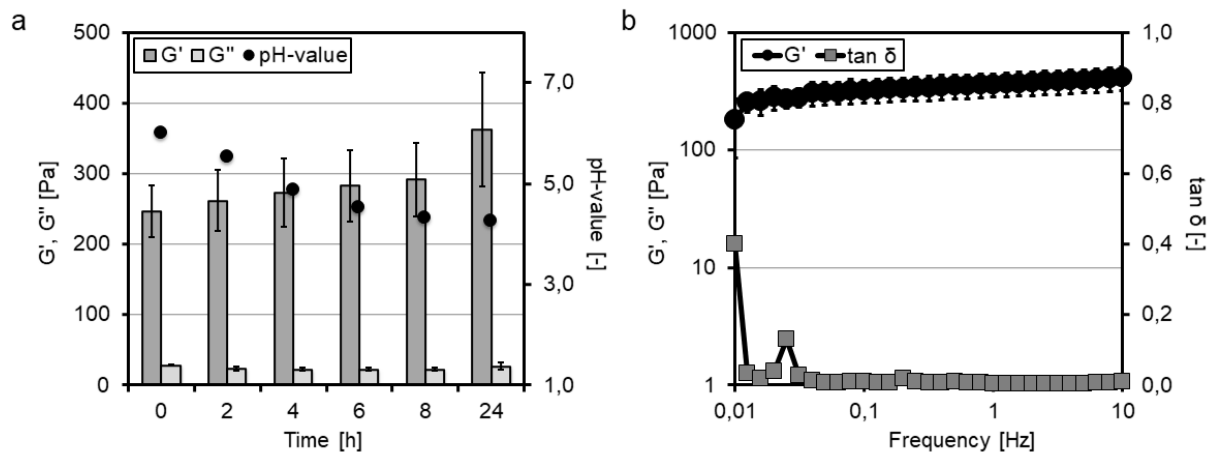 a
500
400
300
200
100
0
G', G'' [Pa]
G' G'' pH-value
7,0
5,0
3,0
1,0
pH-value [-]
0 2 4 6 8 24
Time [h]
b
1000
100
10
1
G', G'' [Pa]
G' tan δ
1,0
0,8
0,6
0,4
0,2
0,0
tan δ [-]
0,01 0,1 1 10
Frequency [Hz]